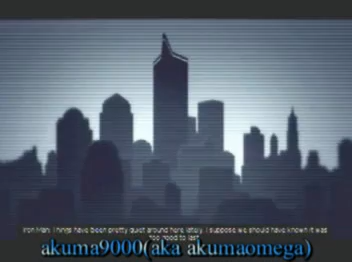 Iron Man: Things have been pretty quiet around here lately. I suppose we should have known it was
too good to last.
akuma9000(aka akumaomega)